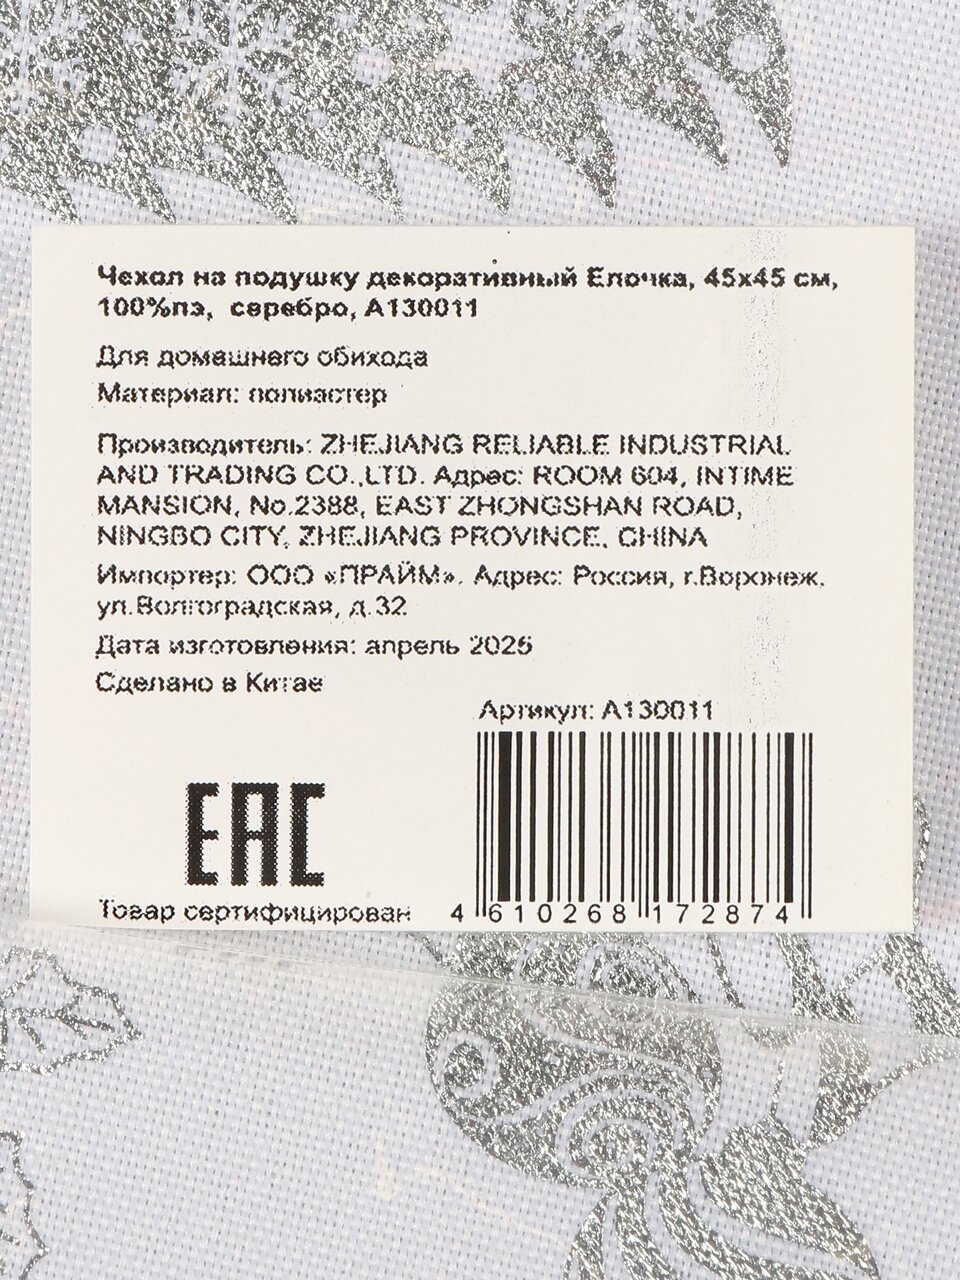 Чехол на подушку декоративный Елочка, 45х45 см,
100%пэ, серебро, А130011
Для домашнего обихода
Материал: полиэстер
Производитель: ZHEJIANG RELIABLE INDUSTRIAL
AND TRADING CO.,LTD. Адрес: ROOM 604, INTIME
MANSION, No.2388, EAST ZHONGSHAN ROAD,
NINGBO CITY, ZHEJIANG PROVINCE, CHINA
Импортер: ООО «ПРАЙМ». Адрес: Россия, г.Воронеж,
ул.Волгоградская, д.32
Дата изготовления: апрель 2025
Сделано в Китае
Артикул: А130011
EAC
Товар сертифицирован
4 610268 172874